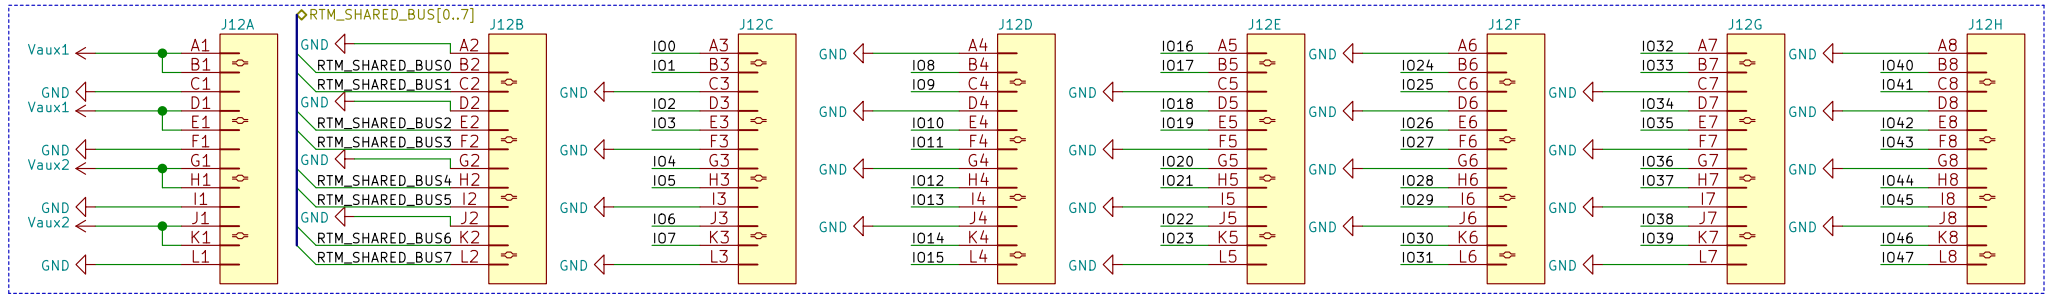 RTM_SHARED_BUS[0..7]
J12A
Vaux1 A1
B1
GND C1
Vaux1 D1
E1
GND F1
Vaux2 G1
H1
GND I1
Vaux2 J1
K1
GND L1
J12B
GND A2
RTM_SHARED_BUS0 B2
RTM_SHARED_BUS1 C2
GND D2
RTM_SHARED_BUS2 E2
RTM_SHARED_BUS3 F2
GND G2
RTM_SHARED_BUS4 H2
RTM_SHARED_BUS5 I2
GND J2
RTM_SHARED_BUS6 K2
RTM_SHARED_BUS7 L2
J12C
IO0 A3
IO1 B3
GND C3
IO2 D3
IO3 E3
GND F3
IO4 G3
IO5 H3
GND I3
IO6 J3
IO7 K3
GND L3
J12D
GND A4
IO8 B4
IO9 C4
GND D4
IO10 E4
IO11 F4
GND G4
IO12 H4
IO13 I4
GND J4
IO14 K4
IO15 L4
J12E
IO16 A5
IO17 B5
GND C5
IO18 D5
IO19 E5
GND F5
IO20 G5
IO21 H5
GND I5
IO22 J5
IO23 K5
GND L5
J12F
GND A6
IO24 B6
IO25 C6
GND D6
IO26 E6
IO27 F6
GND G6
IO28 H6
IO29 I6
GND J6
IO30 K6
IO31 L6
J12G
IO32 A7
IO33 B7
GND C7
IO34 D7
IO35 E7
GND F7
IO36 G7
IO37 H7
GND I7
IO38 J7
IO39 K7
GND L7
J12H
GND A8
IO40 B8
IO41 C8
GND D8
IO42 E8
IO43 F8
GND G8
IO44 H8
IO45 I8
GND J8
IO46 K8
IO47 L8